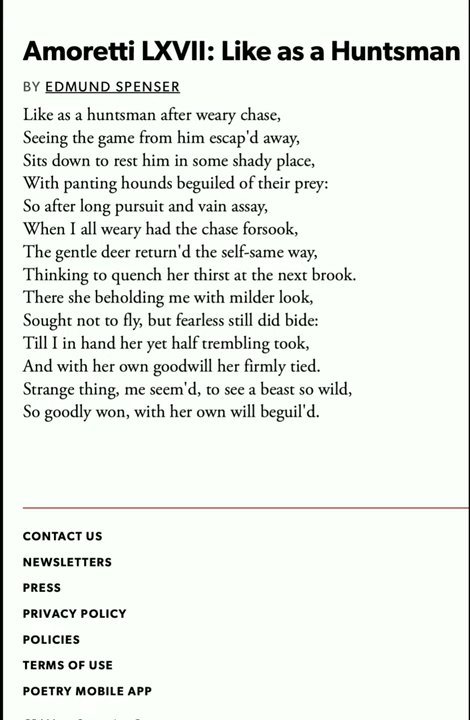 Amoretti LXVII: Like as a Huntsman
BY EDMUND SPENSER
Like as a huntsman after weary chase,
Seeing the game from him escap'd away,
Sits down to rest him in some shady place,
With panting hounds beguiled of their prey:
So after long pursuit and vain assay,
When I all weary had the chase forsook,
The gentle deer return'd the self-same way,
Thinking to quench her thirst at the next brook.
There she beholding me with milder look,
Sought not to fly, but fearless still did bide:
Till I in hand her yet half trembling took,
And with her own goodwill her firmly tied.
Strange thing, me seem'd, to see a beast so wild,
So goodly won, with her own will beguil'd.
CONTACT US
NEWSLETTERS
PRESS
PRIVACY POLICY
POLICIES
TERMS OF USE
POETRY MOBILE APP